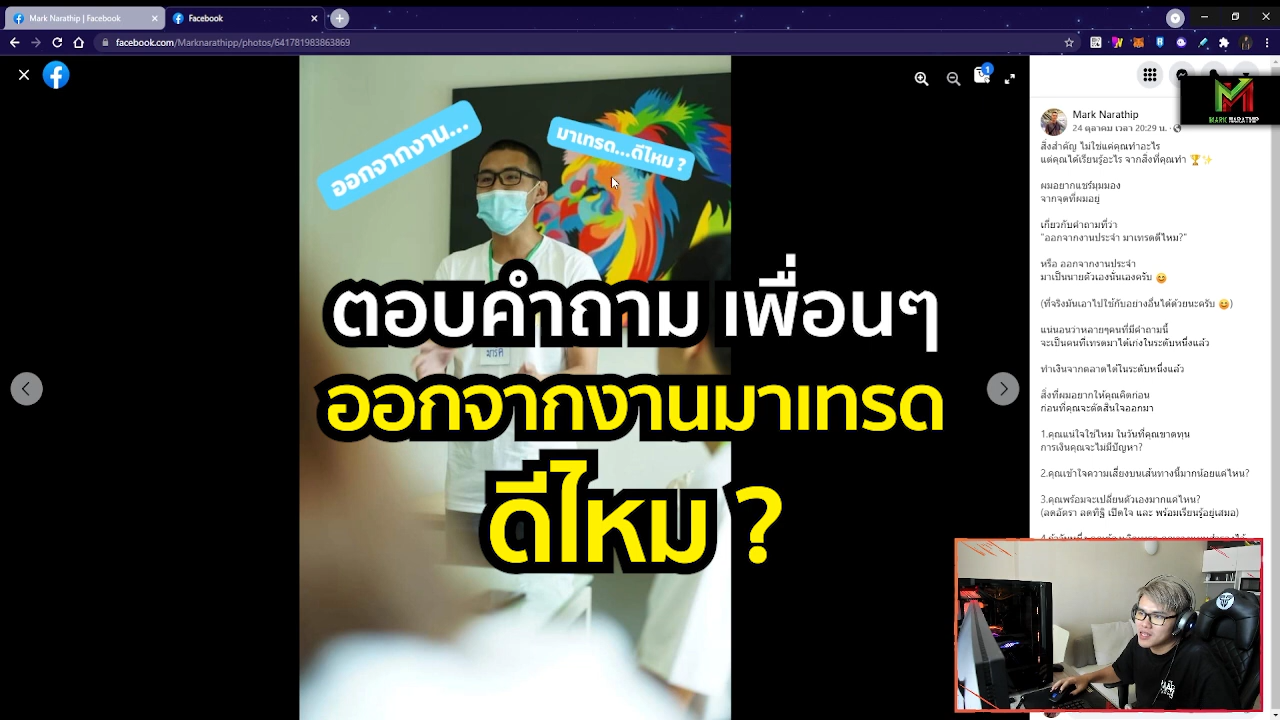 Mark Narathip | Facebook
Facebook
facebook.com/Marknarathipp/photos/641781983863869
1
ออกจากงาน...
มาเทรด...ดีไหม ?
มาร์ค
ตอบคำถาม เพื่อนๆ
ออกจากงานมาเทรด
ดีไหม ?
MARK NARATHIP
Mark Narathip
24 ตุลาคม เวลา 20:29 น.
สิ่งสำคัญ ไม่ใช่แค่คุณทำอะไร
แต่คุณได้เรียนรู้อะไร จากสิ่งที่คุณทำ 🏆✨
ผมอยากแชร์มุมมอง
จากจุดที่ผมอยู่
เกี่ยวกับคำถามที่ว่า
"ออกจากงานประจำ มาเทรดดีไหม?"
หรือ ออกจากงานประจำ
มาเป็นนายตัวเองนั่นเองครับ 😊
(ที่จริงมันเอาไปใช้กับอย่างอื่นได้ด้วยนะครับ 😄)
แน่นอนว่าหลายๆคนที่มีคำถามนี้
จะเป็นคนที่เทรดมาได้เก่งในระดับหนึ่งแล้ว
ทำเงินจากตลาดได้ในระดับหนึ่งแล้ว
สิ่งที่ผมอยากให้คุณคิดก่อน
ก่อนที่คุณจะตัดสินใจออกมา
1.คุณแน่ใจใช่ไหม ในวันที่คุณขาดทุน
การเงินคุณจะไม่มีปัญหา?
2.คุณเข้าใจความเสี่ยงบนเส้นทางนี้มากน้อยแค่ไหน?
3.คุณพร้อมจะเปลี่ยนตัวเองมากแค่ไหน?
(ลดอัตรา ลดทิฐิ เปิดใจ และ พร้อมเรียนรู้อยู่เสมอ)